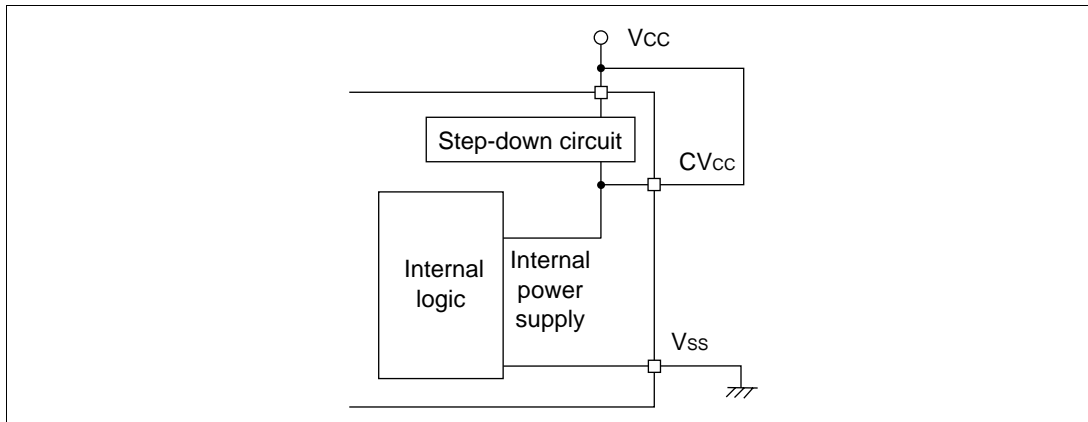 VCC
Step-down circuit
CVCC
Internal
logic
Internal
power
supply
VSS